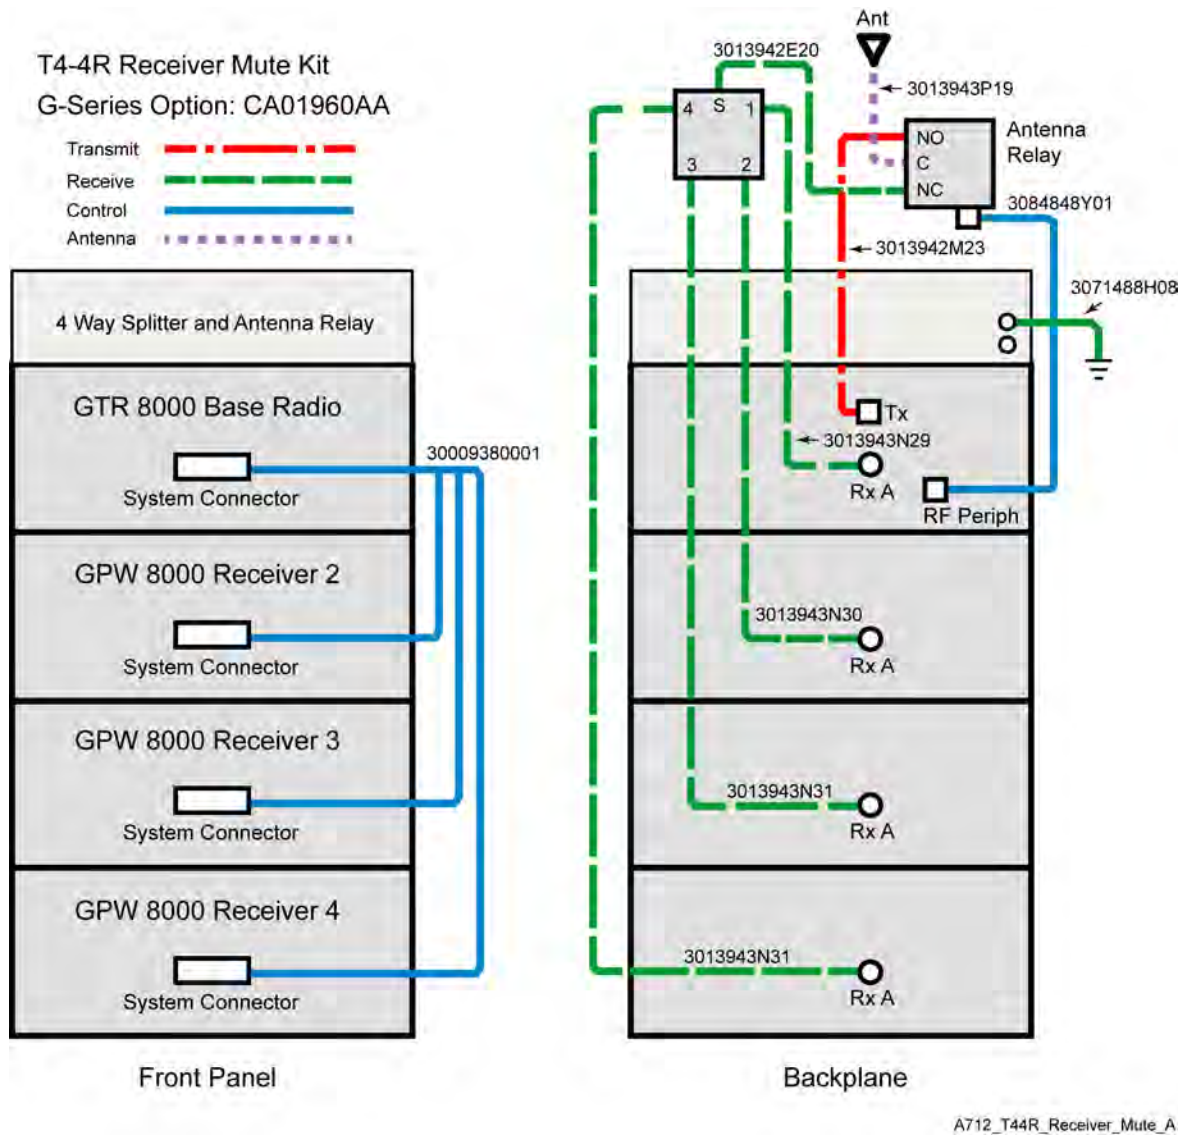 T4-4R Receiver Mute Kit
G-Series Option: CA01960AA
Transmit
Receive
Control
Antenna
4 Way Splitter and Antenna Relay
GTR 8000 Base Radio
System Connector
30009380001
GPW 8000 Receiver 2
System Connector
GPW 8000 Receiver 3
System Connector
GPW 8000 Receiver 4
System Connector
Front Panel
Ant
3013942E20
3013943P19
4
S
1
3
2
NO
C
NC
Antenna
Relay
3084848Y01
3013942M23
3071488H08
Tx
3013943N29
Rx A
RF Periph
3013943N30
Rx A
3013943N31
Rx A
3013943N31
Rx A
Backplane
A712_T44R_Receiver_Mute_A